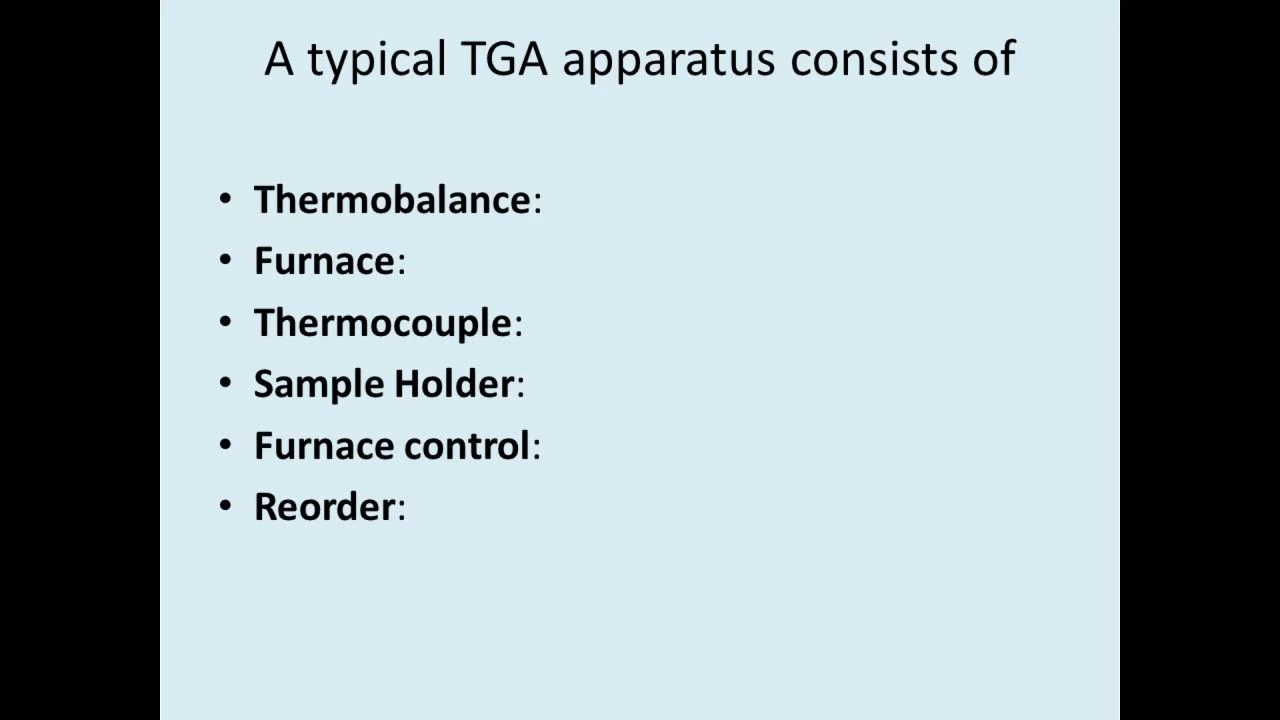 A typical TGA apparatus consists of
• Thermobalance:
• Furnace:
• Thermocouple:
• Sample Holder:
• Furnace control:
• Reorder: